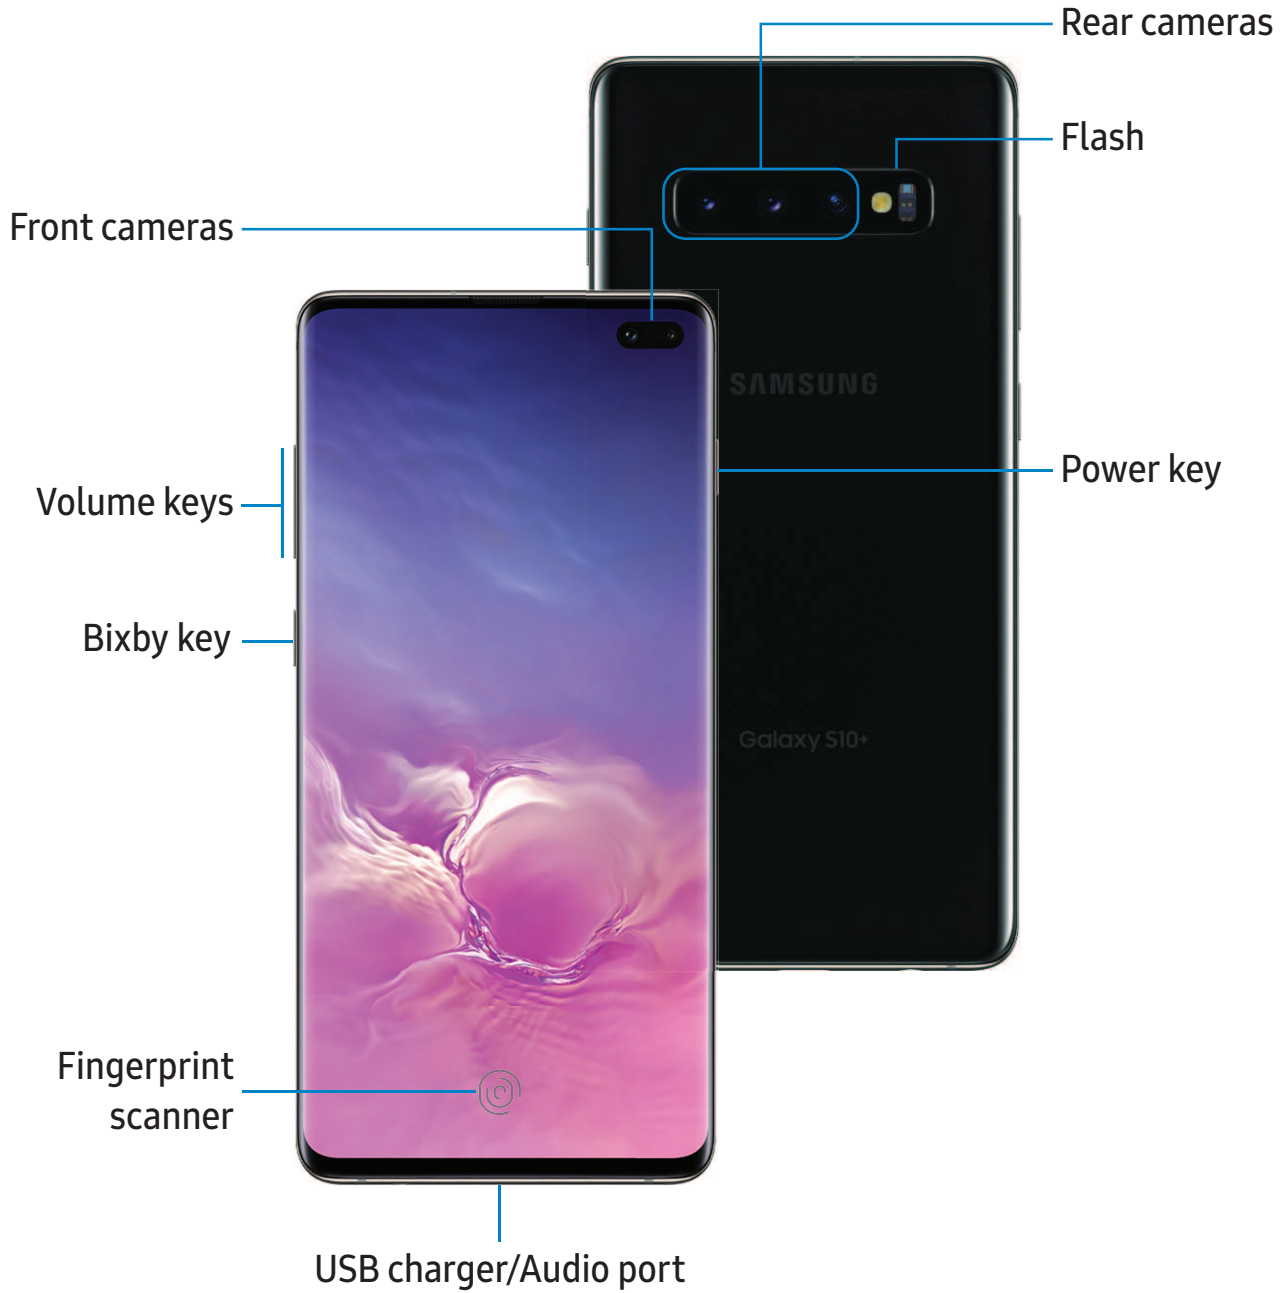 Rear cameras
Flash
Front cameras
SAMSUNG
Power key
Volume keys
Bixby key
Galaxy S10+
Fingerprint
scanner
USB charger/Audio port